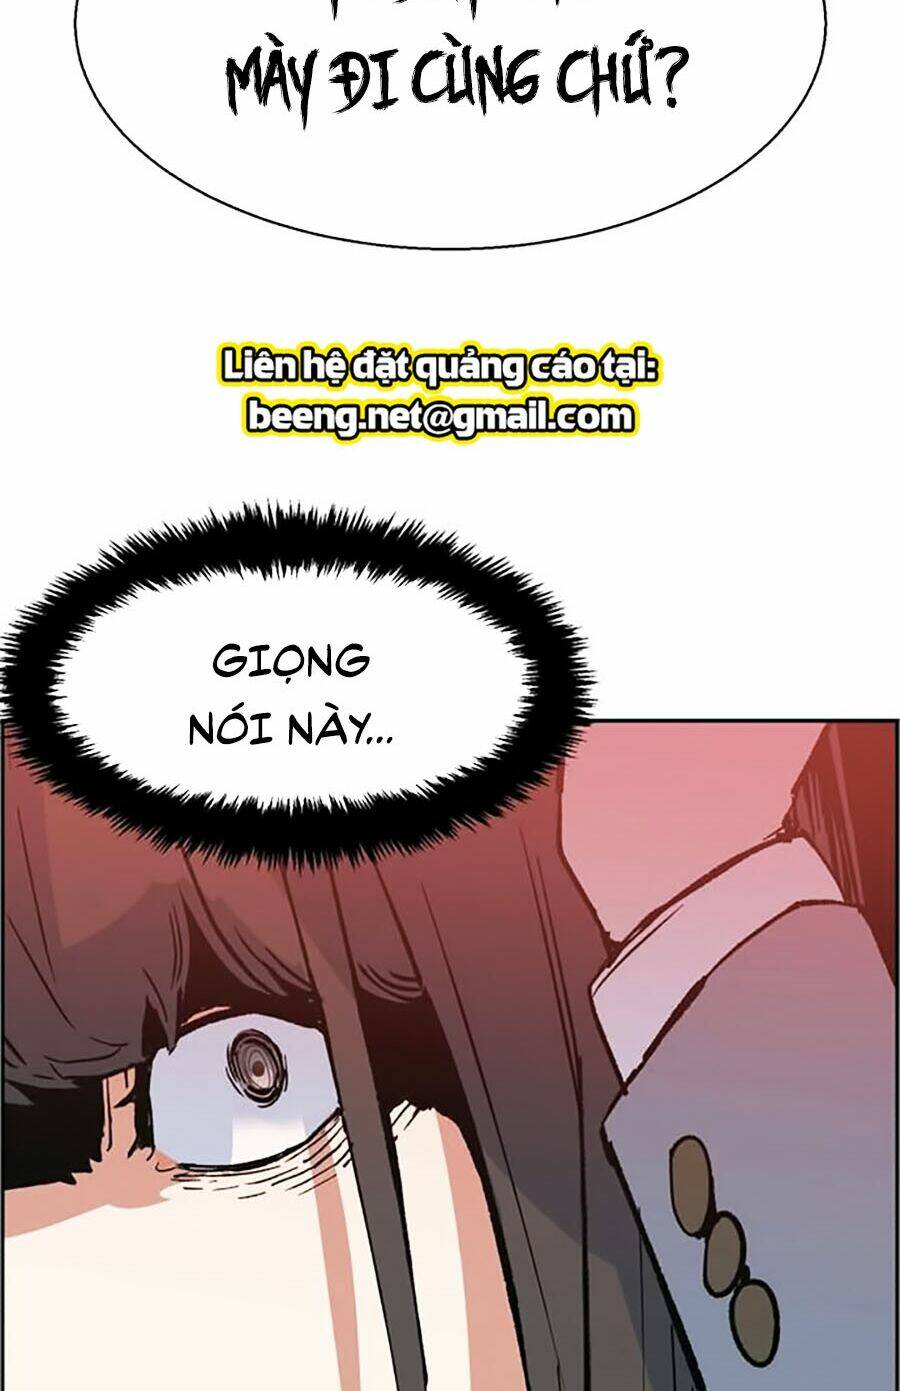 MÀY ĐI CÙNG CHỨ?
Liên hệ đặt quảng cáo tại:
beeng.net@gmail.com
GIỌNG
NÓI NÀY...